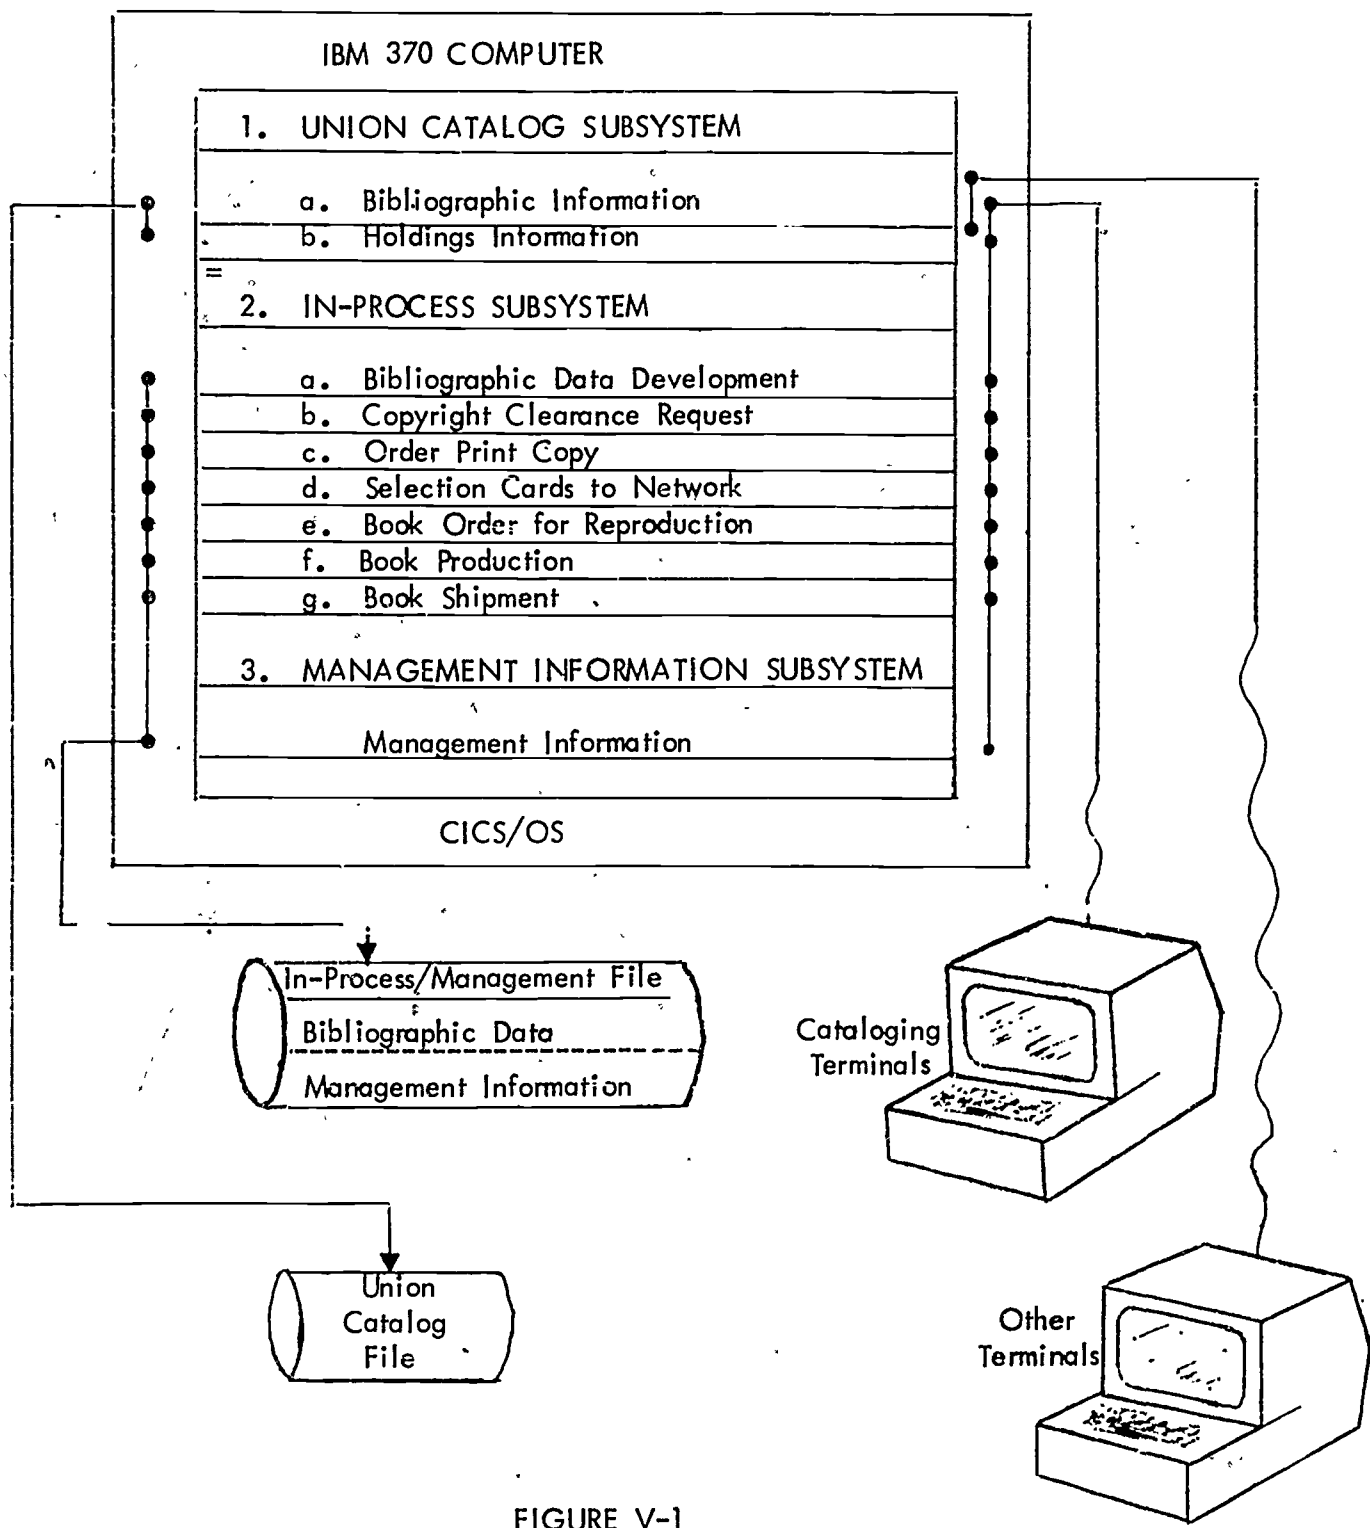 IBM 370 COMPUTER
1. UNION CATALOG SUBSYSTEM
a. Bibliographic Information
b. Holdings Information
2. IN-PROCESS SUBSYSTEM
a. Bibliographic Data Development
b. Copyright Clearance Request
c. Order Print Copy
d. Selection Cards to Network
e. Book Order for Reproduction
f. Book Production
g. Book Shipment
3. MANAGEMENT INFORMATION SUBSYSTEM
Management Information
CICS/OS
In-Process/Management File
Bibliographic Data
Management Information
Cataloging
Terminals
Union
Catalog
File
Other
Terminals
FIGURE V-1